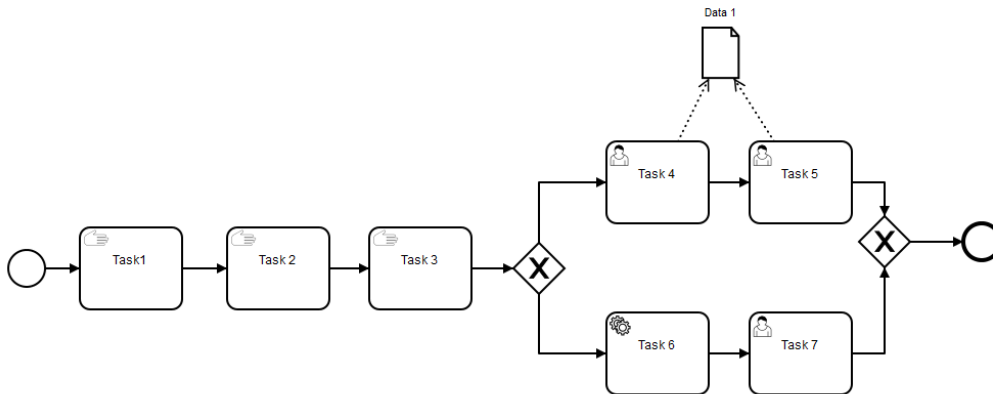 Data 1
Task 4
Task 5
Task1
Task 2
Task 3
X
X
Task 6
Task 7